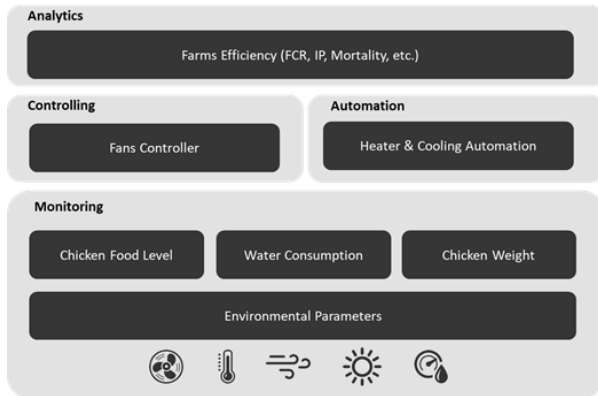 Analytics
Farms Efficiency (FCR, IP, Mortality, etc.)
Controlling
Fans Controller
Automation
Heater & Cooling Automation
Monitoring
Chicken Food Level
Water Consumption
Chicken Weight
Environmental Parameters